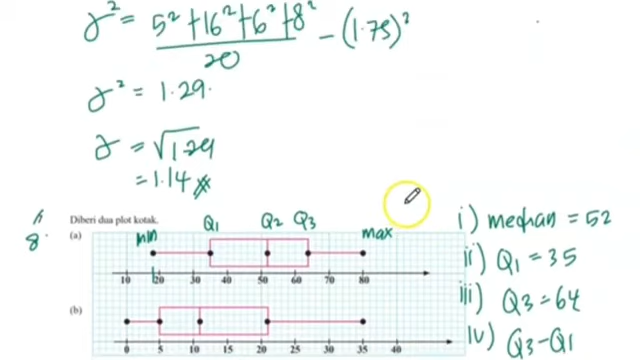 σ² = 5² + 16² + 6² + 8² / 20 - (1.75)²
σ² = 1.29.
σ = √1.29
= 1.14
8.
Diberi dua plot kotak.
(a)
min Q1 Q2 Q3 max
10 20 30 40 50 60 70 80
(b)
0 5 10 15 20 25 30 35 40
i) median = 52
ii) Q1 = 35
iii) Q3 = 64
iv) Q3 - Q1